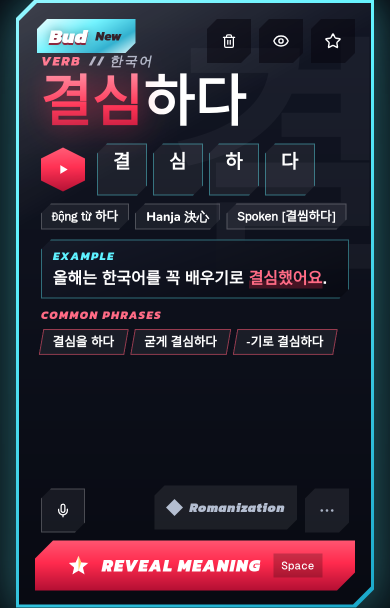 Bud New
VERB // 한국어
결심하다
결 심 하 다
Động từ 하다 Hanja 決心 Spoken [결씸하다]
EXAMPLE
올해는 한국어를 꼭 배우기로 결심했어요.
COMMON PHRASES
결심을 하다 굳게 결심하다 -기로 결심하다
Romanization
REVEAL MEANING Space